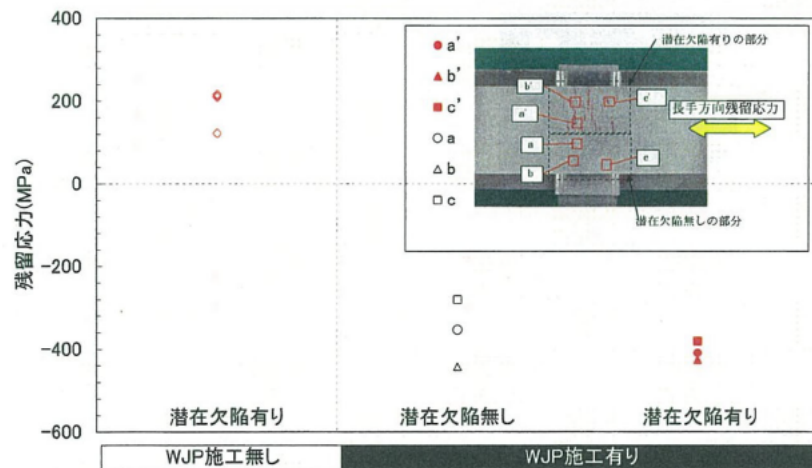 400
200
0
-200
-400
-600
残留応力(MPa)
a'
b'
c'
a
b
c
潜在欠陥有りの部分
b'
c'
a'
a
b
c
長手方向残留応力
潜在欠陥無しの部分
潜在欠陥有り
潜在欠陥無し
潜在欠陥有り
WJP施工無し
WJP施工有り